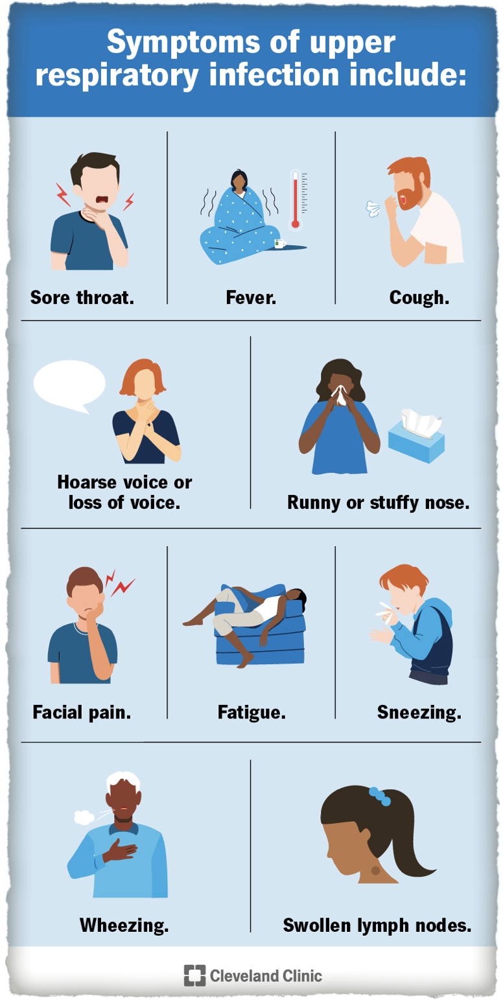 Symptoms of upper
respiratory infection include:
Sore throat.
Fever.
Cough.
Hoarse voice or
loss of voice.
Runny or stuffy nose.
Facial pain.
Fatigue.
Sneezing.
Wheezing.
Swollen lymph nodes.
Cleveland Clinic